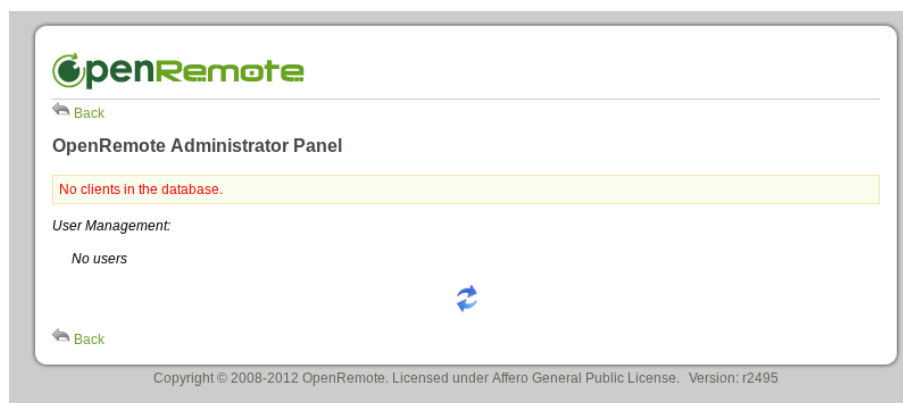 OpenRemote
Back
OpenRemote Administrator Panel
No clients in the database.
User Management:
No users
Back
Copyright © 2008-2012 OpenRemote. Licensed under Affero General Public License. Version: r2495